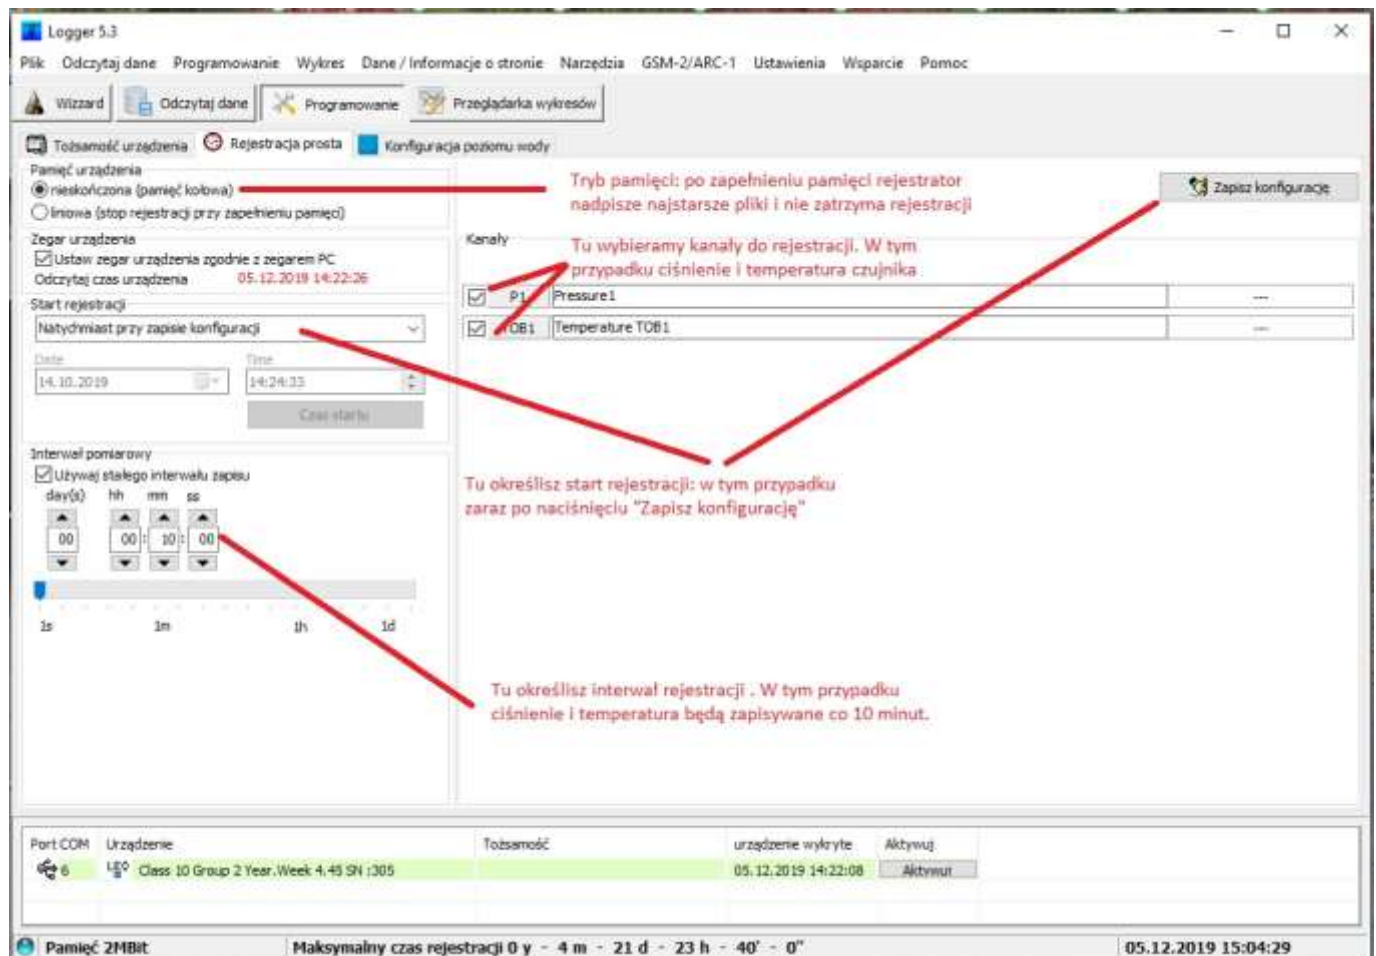 Logger 5.3
Plik Odczytaj dane Programowanie Wykres Dane / Informacje o stronie Narzędzia GSM-2/ARC-1 Ustawienia Wsparcie Pomoc
Wizzard Odczytaj dane Programowanie Przeglądarka wykresów
Tożsamość urządzenia Rejestracja prosta Konfiguracja poziomu wody
Pamięć urządzenia
nieskończona (pamięć kołowa)
liniowa (stop rejestracji przy zapełnieniu pamięci)
Tryb pamięci: po zapełnieniu pamięci rejestrator
nadpisze najstarsze pliki i nie zatrzyma rejestracji
Zapisz konfigurację
Zegar urządzenia
Ustaw zegar urządzenia zgodnie z zegarem PC
Odczytaj czas urządzenia 05.12.2019 14:22:26
Kanały
Tu wybieramy kanały do rejestracji. W tym
przypadku ciśnienie i temperatura czujnika
P1 Pressure1 ---
TOB1 Temperature TOB1 ---
Start rejestracji
Natychmiast przy zapisie konfiguracji
Date Time
14.10.2019 14:24:33
Czas startu
Tu określisz start rejestracji: w tym przypadku
zaraz po naciśnięciu "Zapisz konfigurację"
Interwał pomiarowy
Używaj stałego interwału zapisu
day(s) hh mm ss
00 00 : 10 : 00
1s 1m 1h 1d
Tu określisz interwał rejestracji . W tym przypadku
ciśnienie i temperatura będą zapisywane co 10 minut.
Port COM Urządzenie Tożsamość urządzenie wykryte Aktywuj
6 LEO Class 10 Group 2 Year.Week 4.45 SN :305 05.12.2019 14:22:08 Aktywuj
Pamięć 2MBit Maksymalny czas rejestracji 0 y - 4 m - 21 d - 23 h - 40' - 0" 05.12.2019 15:04:29